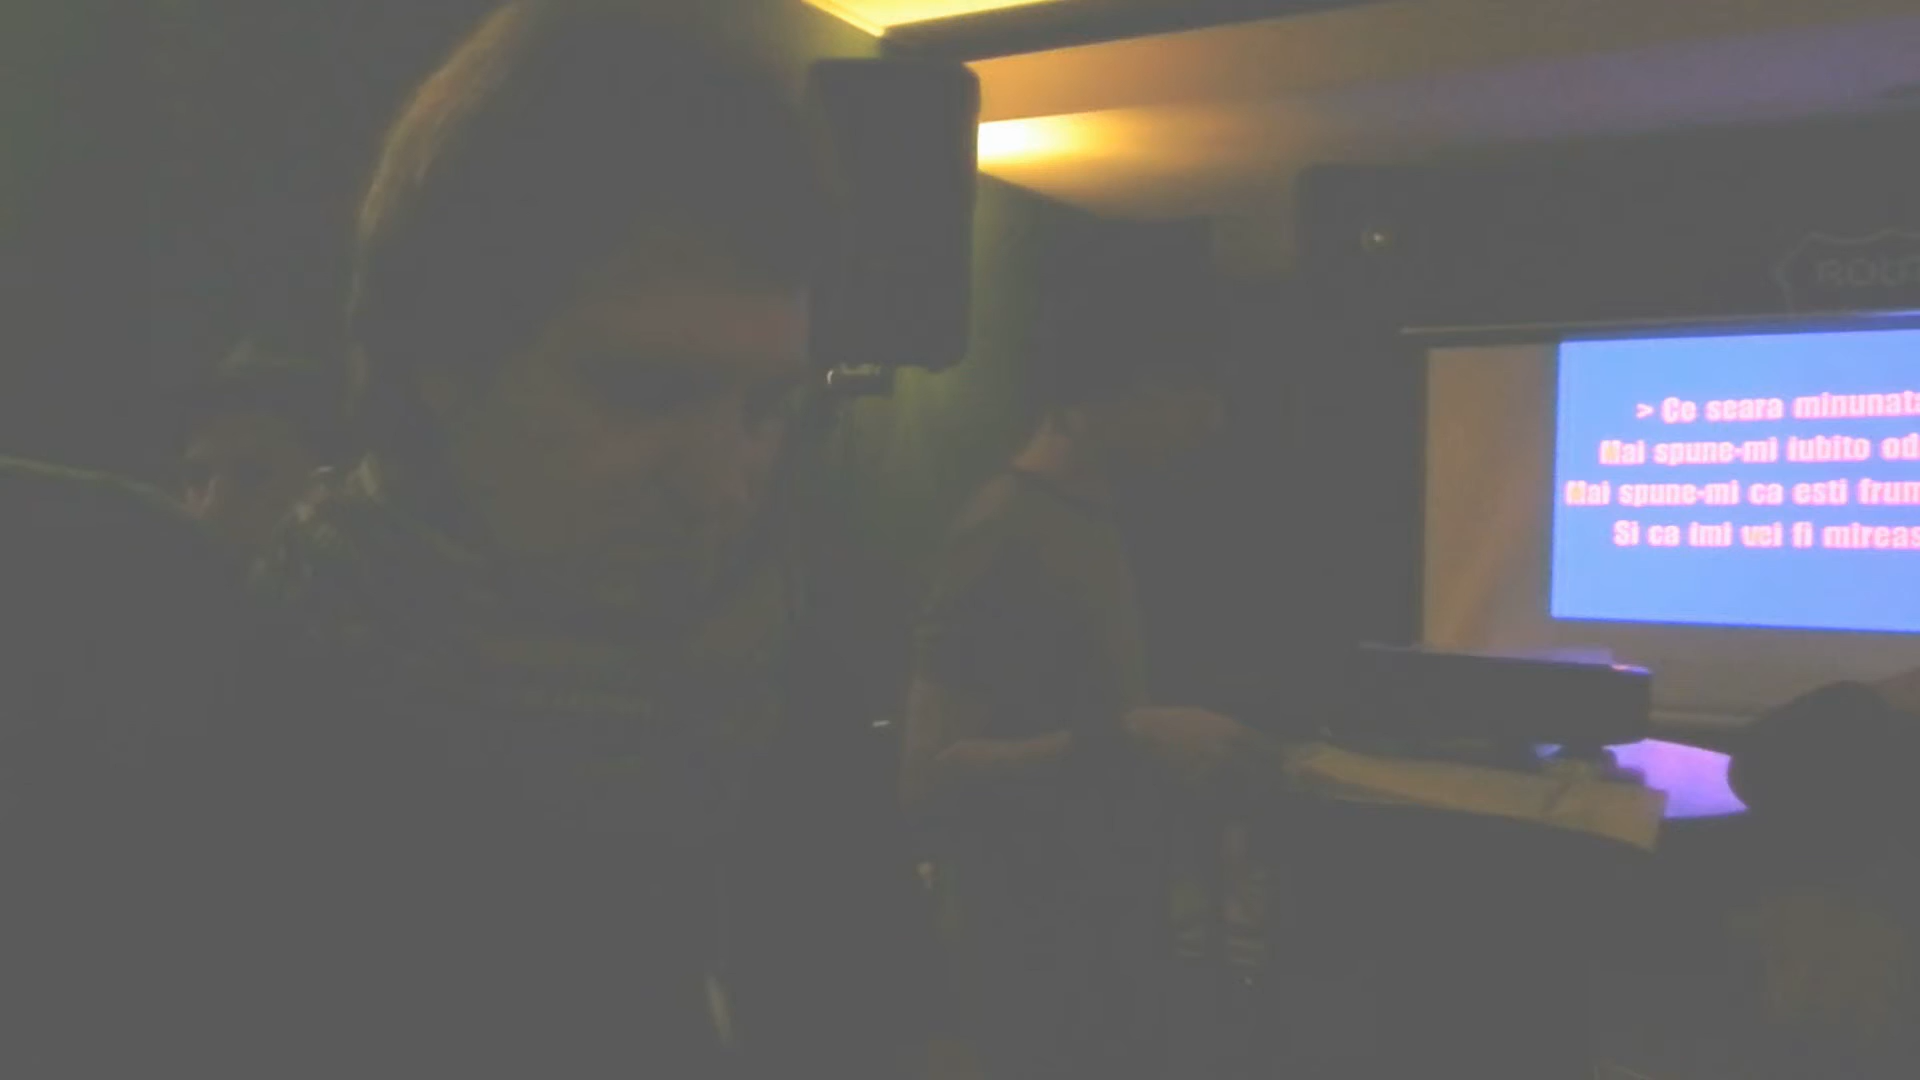 > Ce seara minunata
Mai spune-mi iubito od
Mai spune-mi ca esti frum
Si ca imi vei fi mireas